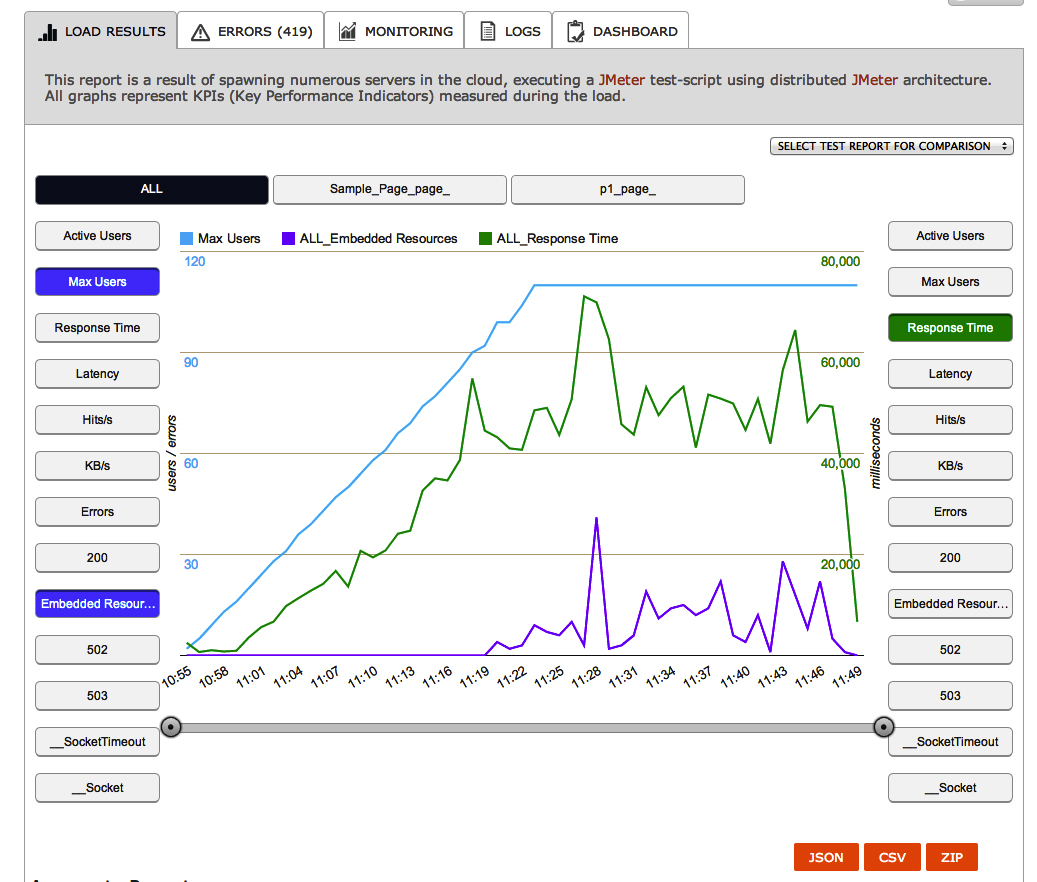 LOAD RESULTS
ERRORS (419)
MONITORING
LOGS
DASHBOARD
This report is a result of spawning numerous servers in the cloud, executing a JMeter test-script using distributed JMeter architecture.
All graphs represent KPIs (Key Performance Indicators) measured during the load.
SELECT TEST REPORT FOR COMPARISON
ALL
Sample_Page_page_
p1_page_
Active Users
Max Users
Response Time
Latency
Hits/s
KB/s
Errors
200
Embedded Resour...
502
503
__SocketTimeout
__Socket
Max Users
ALL_Embedded Resources
ALL_Response Time
120
90
60
30
users / errors
80,000
60,000
40,000
20,000
milliseconds
10:55
10:58
11:01
11:04
11:07
11:10
11:13
11:16
11:19
11:22
11:25
11:28
11:31
11:34
11:37
11:40
11:43
11:46
11:49
Active Users
Max Users
Response Time
Latency
Hits/s
KB/s
Errors
200
Embedded Resour...
502
503
__SocketTimeout
__Socket
JSON
CSV
ZIP